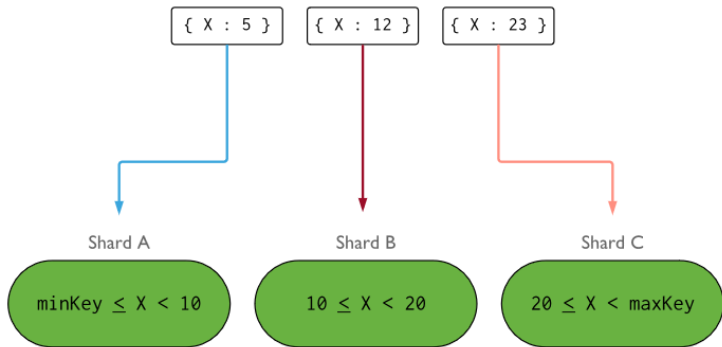 { X : 5 } { X : 12 } { X : 23 }
Shard A Shard B Shard C
minKey ≤ X < 10 10 ≤ X < 20 20 ≤ X < maxKey